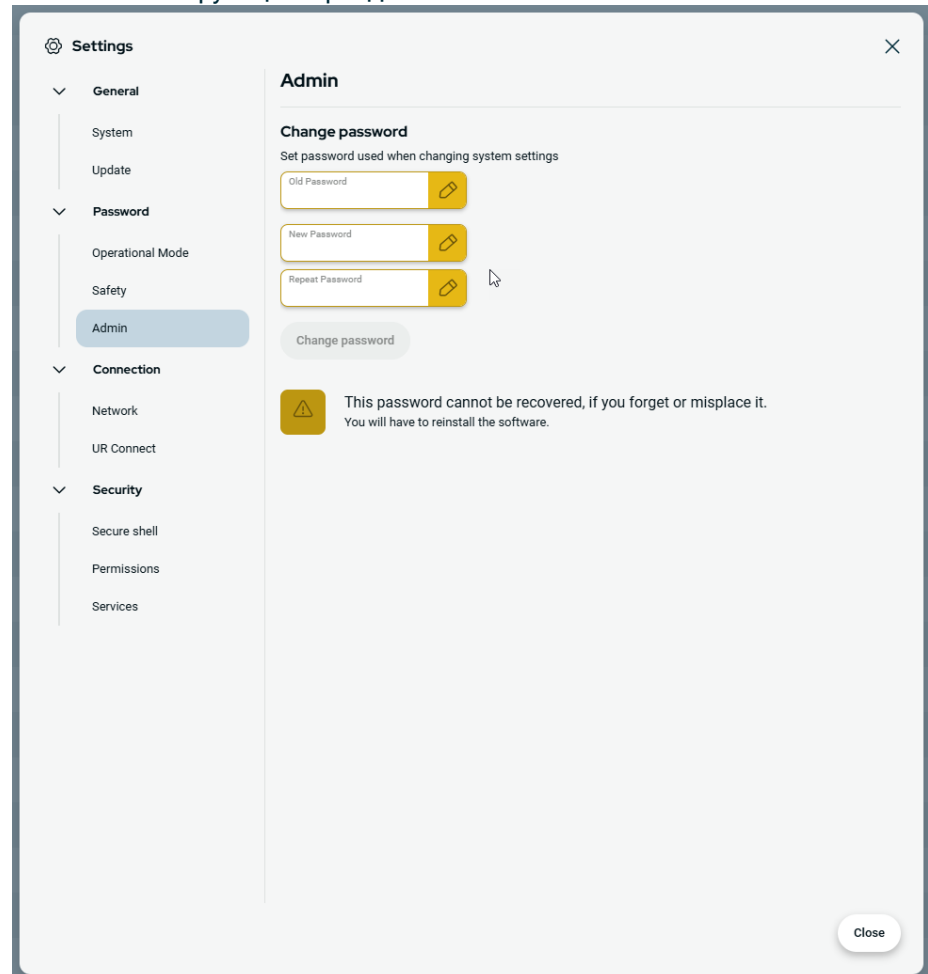 Settings
General
System
Update
Password
Operational Mode
Safety
Admin
Connection
Network
UR Connect
Security
Secure shell
Permissions
Services
Admin
Change password
Set password used when changing system settings
Old Password
New Password
Repeat Password
Change password
This password cannot be recovered, if you forget or misplace it.
You will have to reinstall the software.
Close